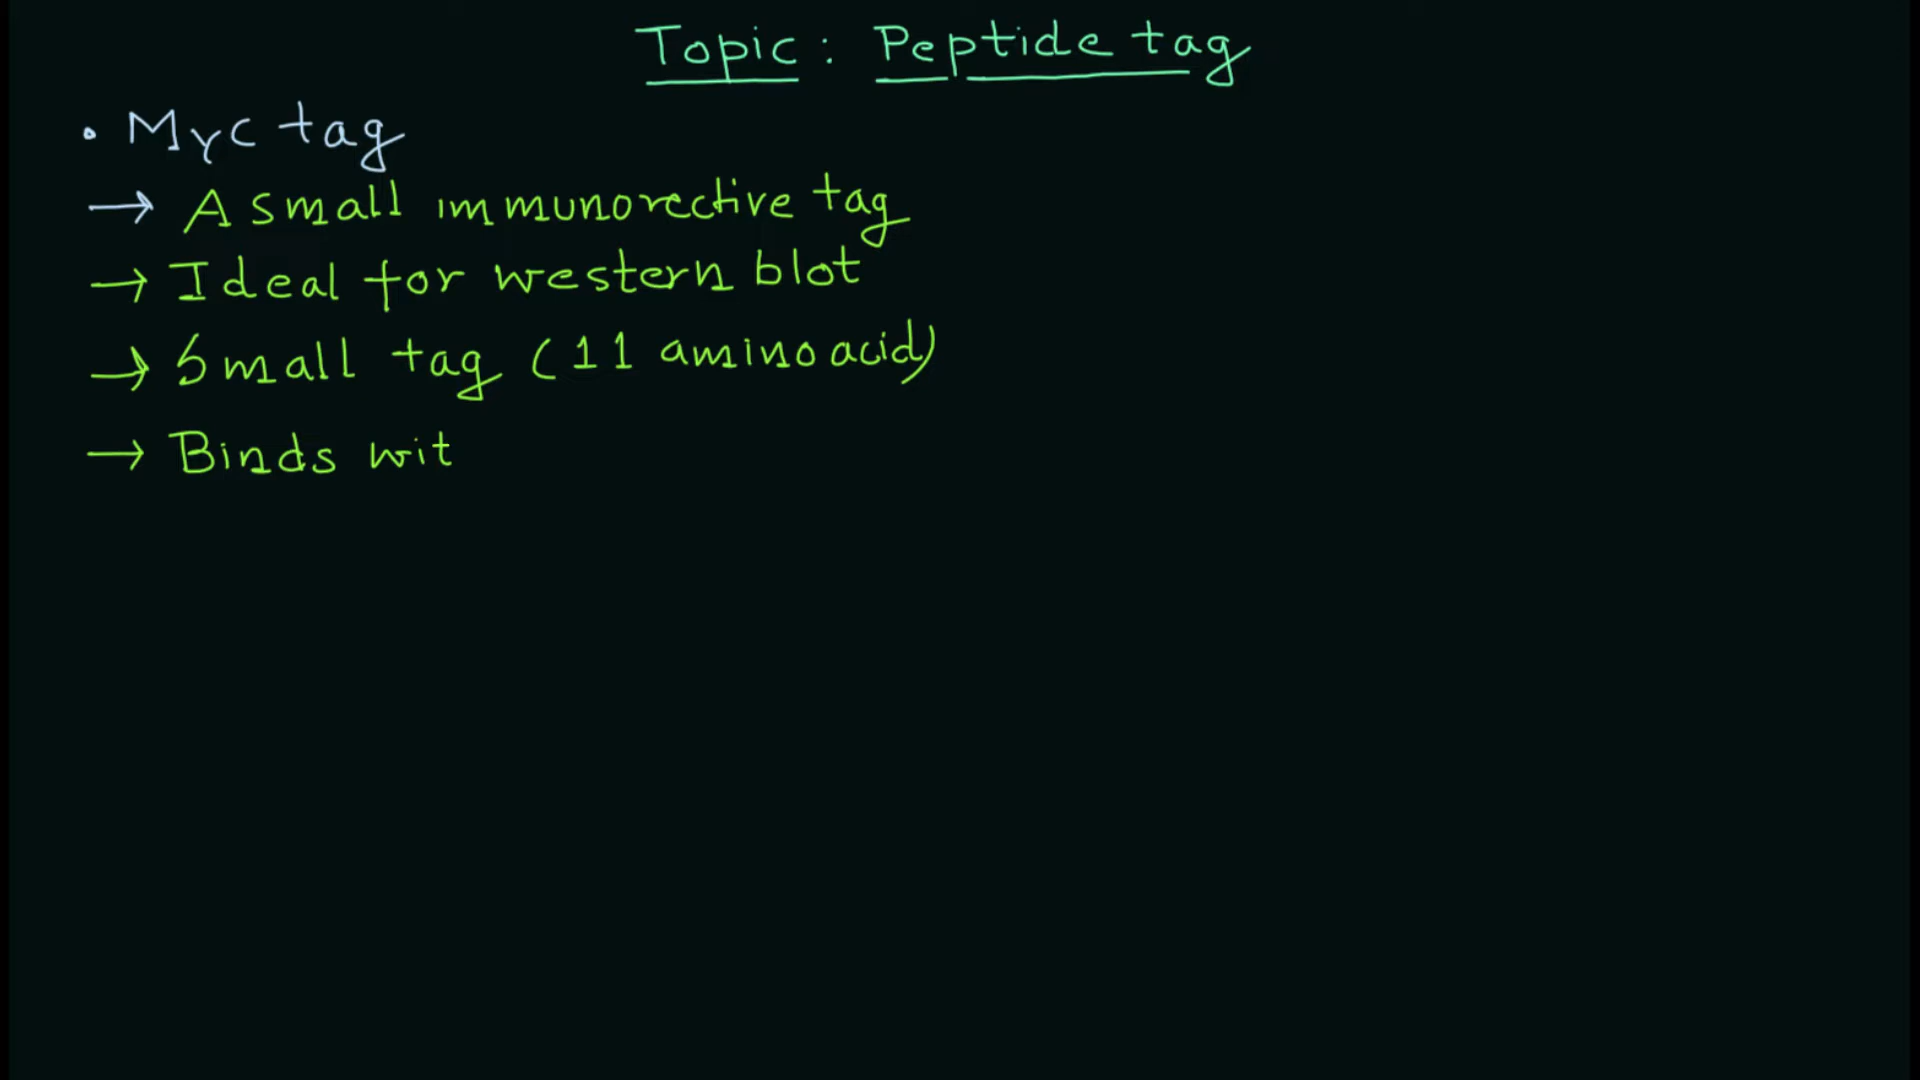 Topic: Peptide tag
• Myc tag
→ A small immunorective tag
→ Ideal for western blot
→ Small tag (11 amino acid)
→ Binds wit